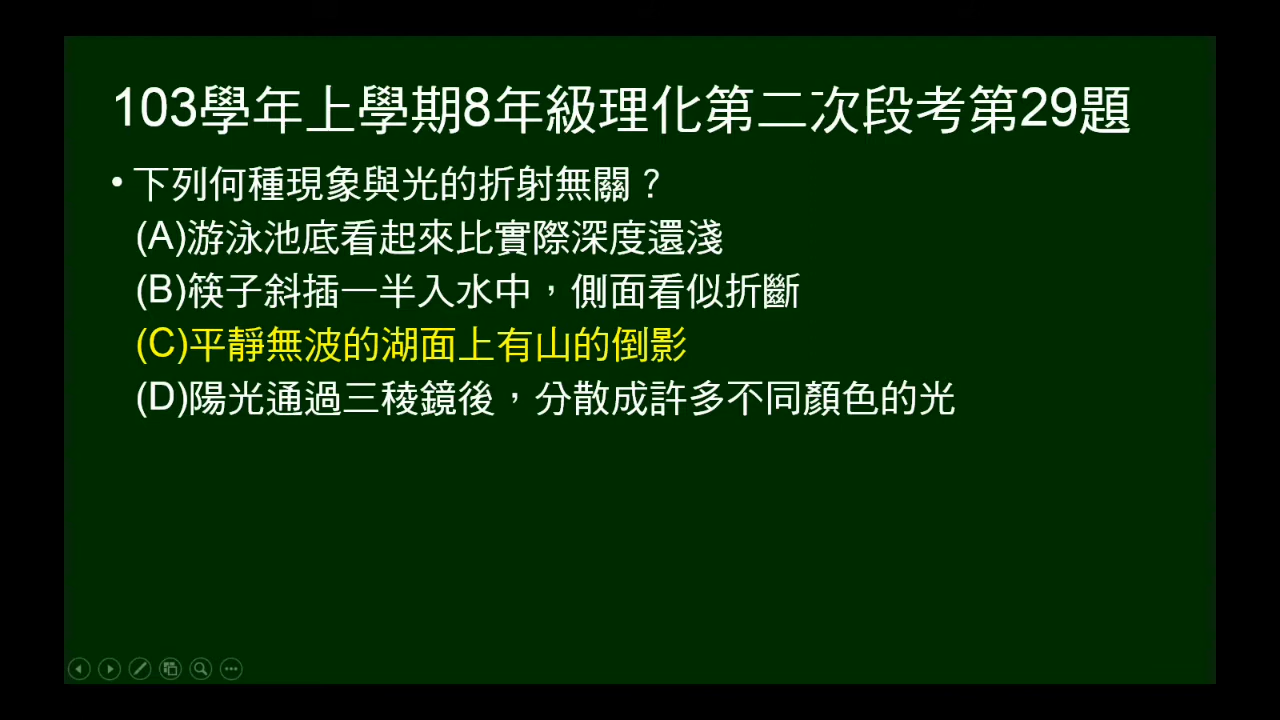 103學年上學期8年級理化第二次段考第29題
•下列何種現象與光的折射無關？
(A)游泳池底看起來比實際深度還淺
(B)筷子斜插一半入水中，側面看似折斷
(C)平靜無波的湖面上有山的倒影
(D)陽光通過三稜鏡後，分散成許多不同顏色的光